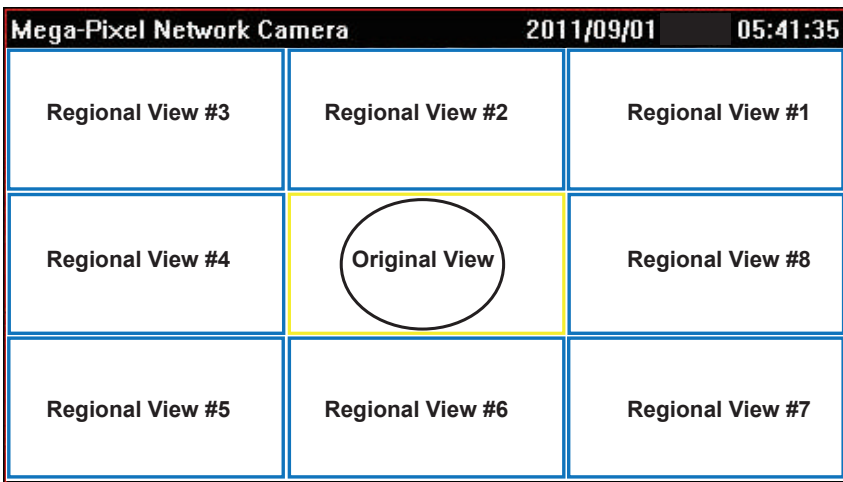 Mega-Pixel Network Camera 2011/09/01 05:41:35
Regional View #3 Regional View #2 Regional View #1
Regional View #4 Original View Regional View #8
Regional View #5 Regional View #6 Regional View #7